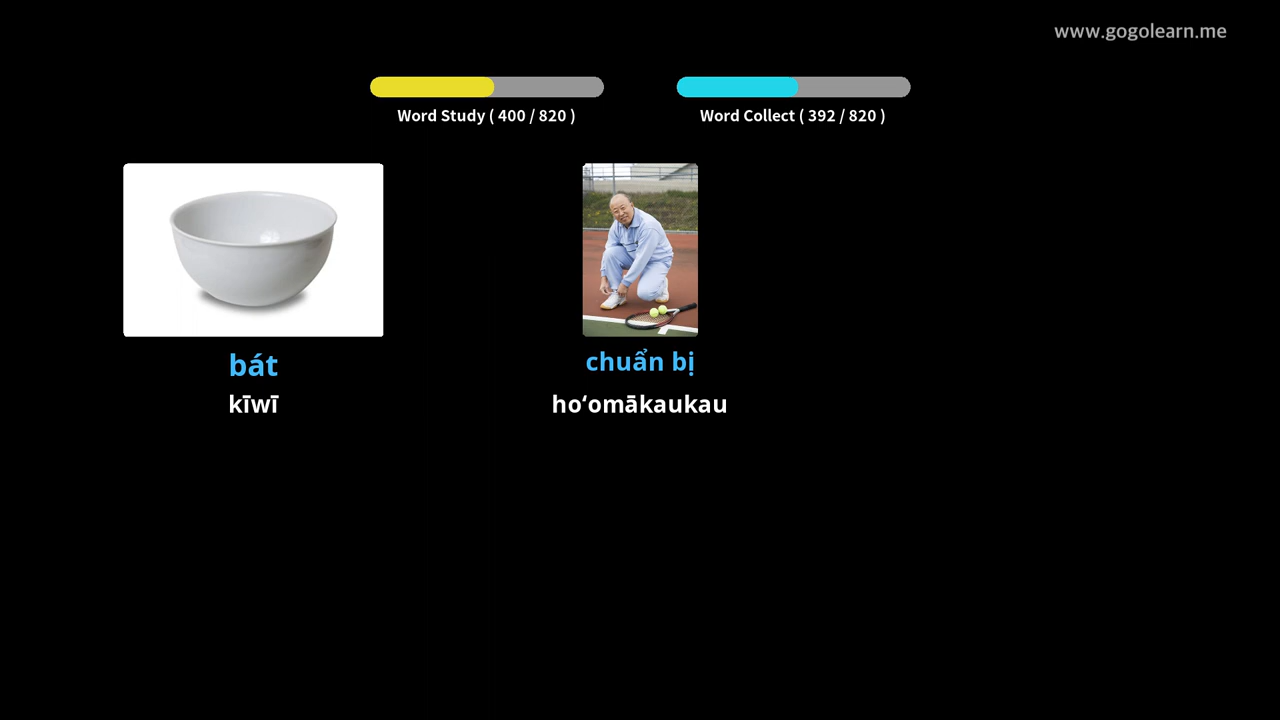 www.gogolearn.me
Word Study ( 400 / 820 )
Word Collect ( 392 / 820 )
bát
kīwī
chuẩn bị
hoʻomākaukau